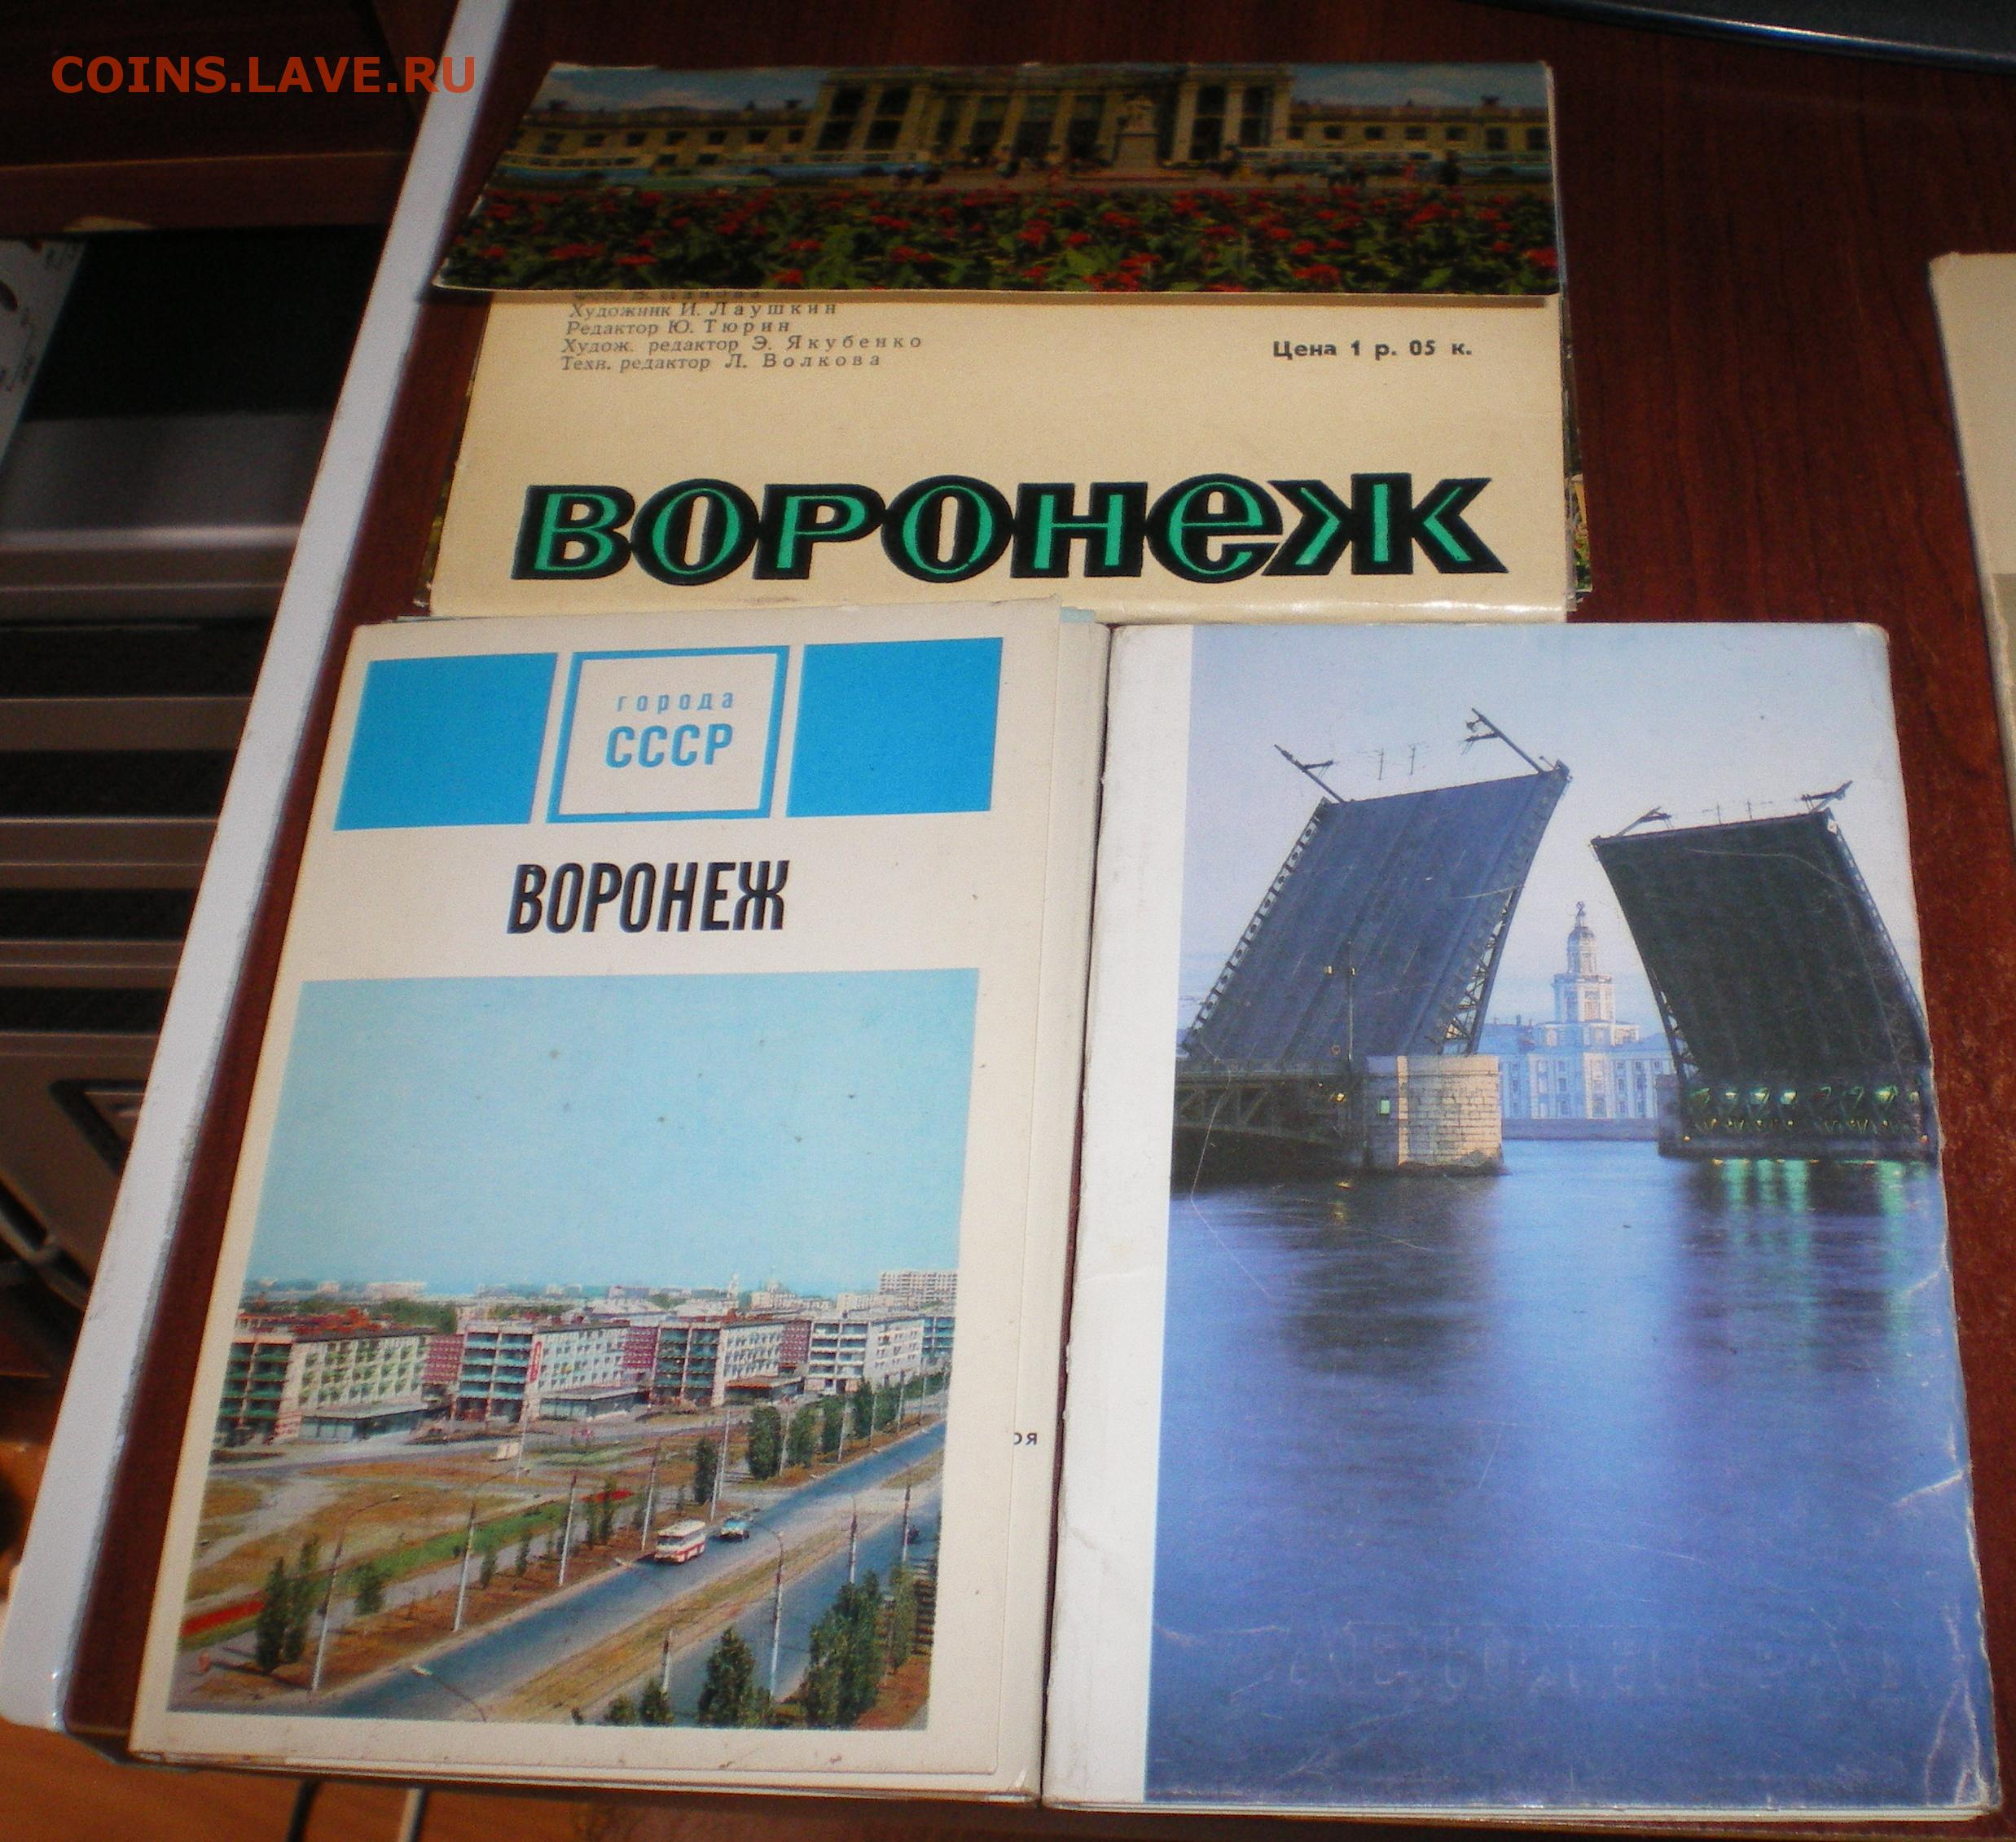 COINS.LAVE.RU
Художник И. Лаушкин
Редактор Ю. Тюрин
Худож. редактор Э. Якубенко
Техн. редактор Л. Волкова
Цена 1 р. 05 к.
ВОРОНеЖ
города
СССР
ВОРОНЕЖ
оя